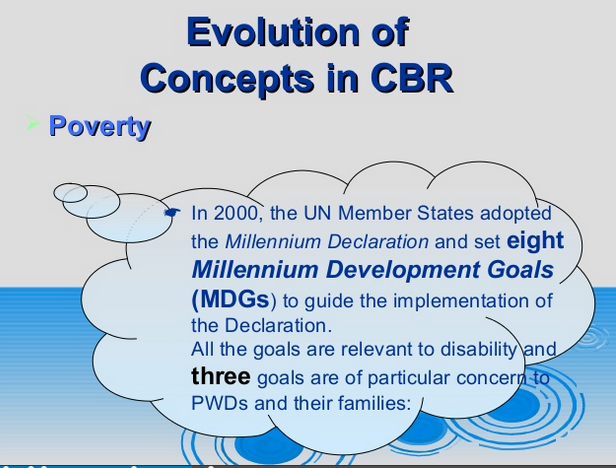 Evolution of
Concepts in CBR
Poverty
In 2000, the UN Member States adopted
the Millennium Declaration and set eight
Millennium Development Goals
(MDGs) to guide the implementation of
the Declaration.
All the goals are relevant to disability and
three goals are of particular concern to
PWDs and their families: